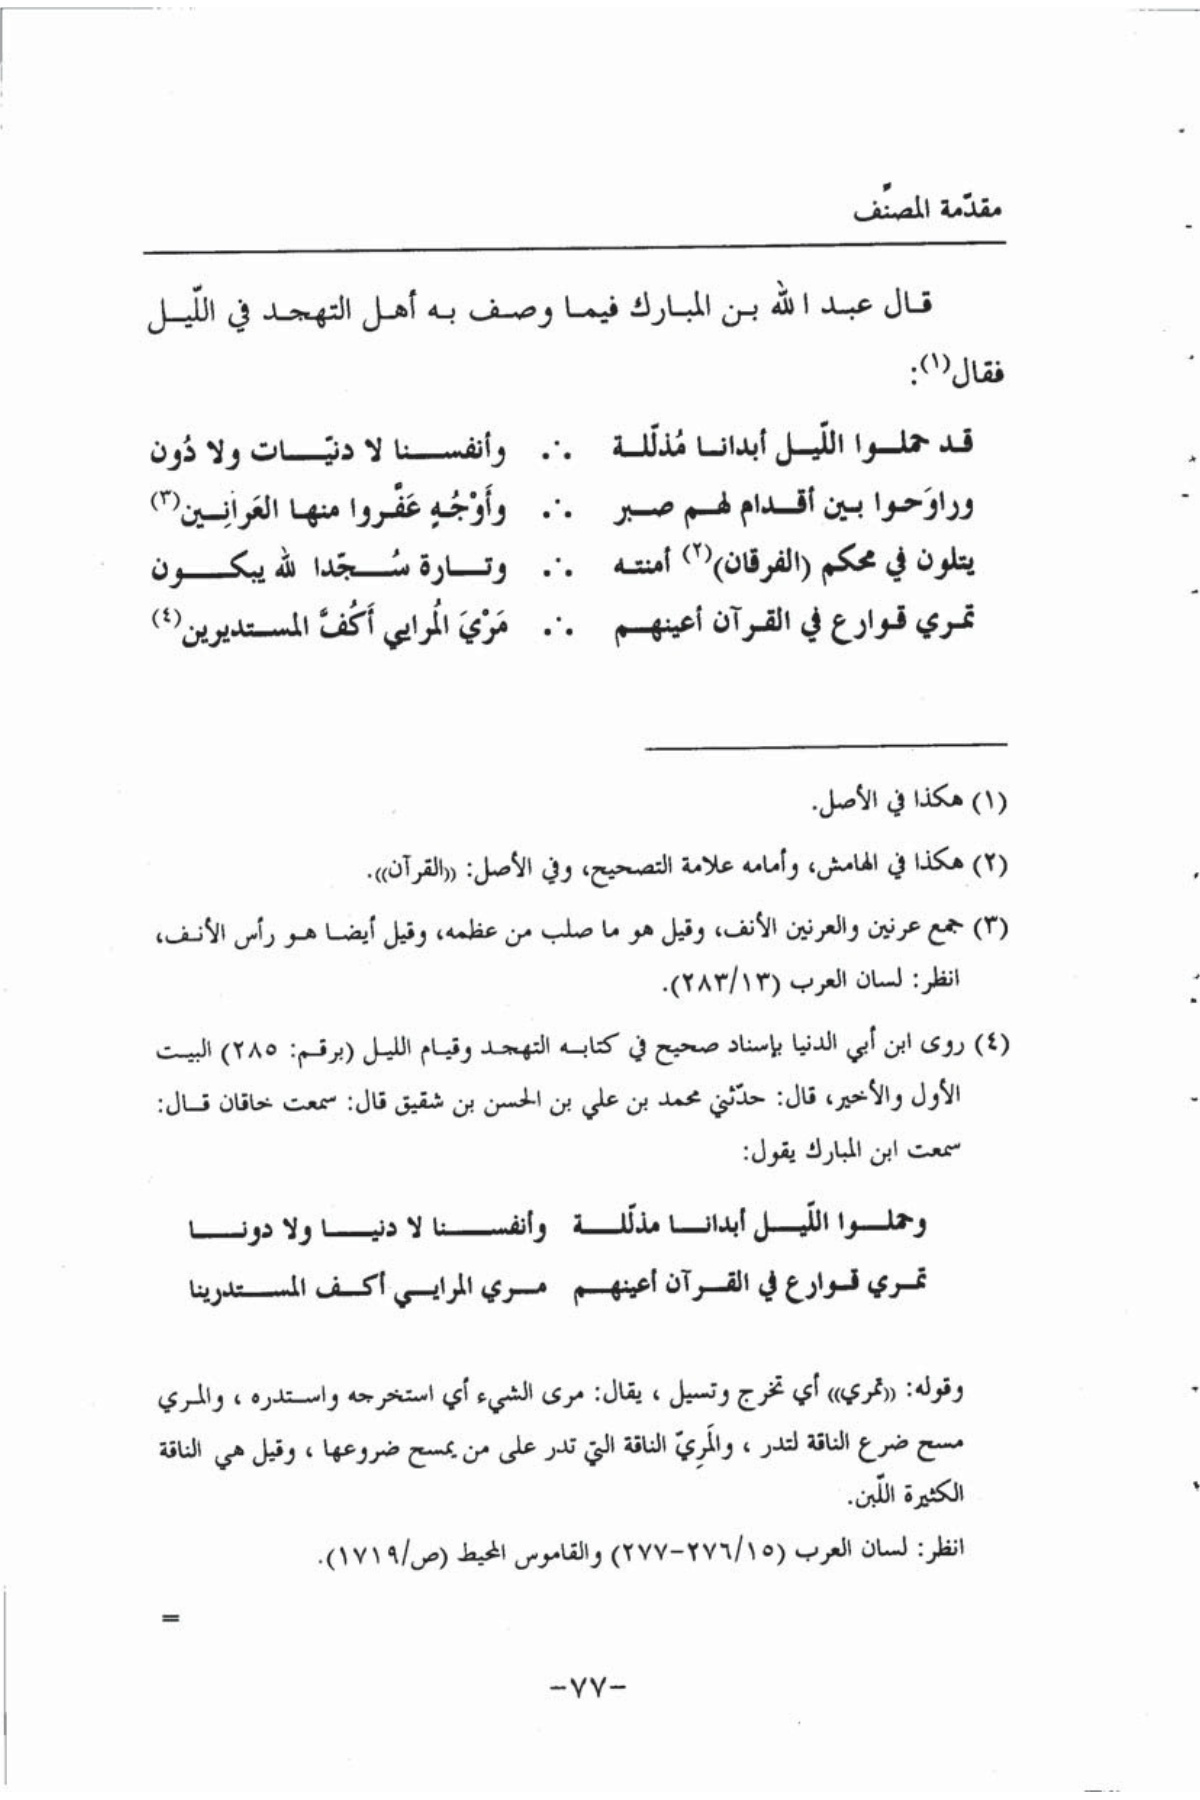 مقدّمة المصنَّف
قال عبد الله بن المبارك فيما وصف به أهل التهجد في اللّيل
فقال(١):
قد حملوا اللّيل أبدانا مُذلّلة ∴ وأنفسنا لا دنيّات ولا دُون
وراوَحوا بين أقدام لهم صبر ∴ وأَوْجُهٍ عَفَّروا منها العَرانِين(٣)
يتلون في محكم (الفرقان)(٢) أمنته ∴ وتارة سُجّدا لله يبكون
تمري قوارع في القرآن أعينهم ∴ مَرْيَ المُرايي أَكُفَّ المستديرين(٤)
(١) هكذا في الأصل.
(٢) هكذا في الهامش، وأمامه علامة التصحيح، وفي الأصل: ((القرآن)).
(٣) جمع عرنين والعرنين الأنف، وقيل هو ما صلب من عظمه، وقيل أيضا هو رأس الأنف،
انظر: لسان العرب (٢٨٣/١٣).
(٤) روى ابن أبي الدنيا بإسناد صحيح في كتابه التهجد وقيام الليل (برقم: ٢٨٥) البيت
الأول والأخير، قال: حدّثني محمد بن علي بن الحسن بن شقيق قال: سمعت خاقان قال:
سمعت ابن المبارك يقول:
وحملوا اللّيل أبدانا مذلّلة وأنفسنا لا دنيا ولا دونا
تمري قوارع في القرآن أعينهم مري المرايي أكف المستدرينا
وقوله: ((تمري)) أي تخرج وتسيل ، يقال: مرى الشيء أي استخرجه واستدره ، والمري
مسح ضرع الناقة لتدر ، والمَرِيّ الناقة التي تدر على من يمسح ضروعها ، وقيل هي الناقة
الكثيرة اللّبن.
انظر: لسان العرب (٢٧٦/١٥-٢٧٧) والقاموس المحيط (ص/١٧١٩).
=
-٧٧-